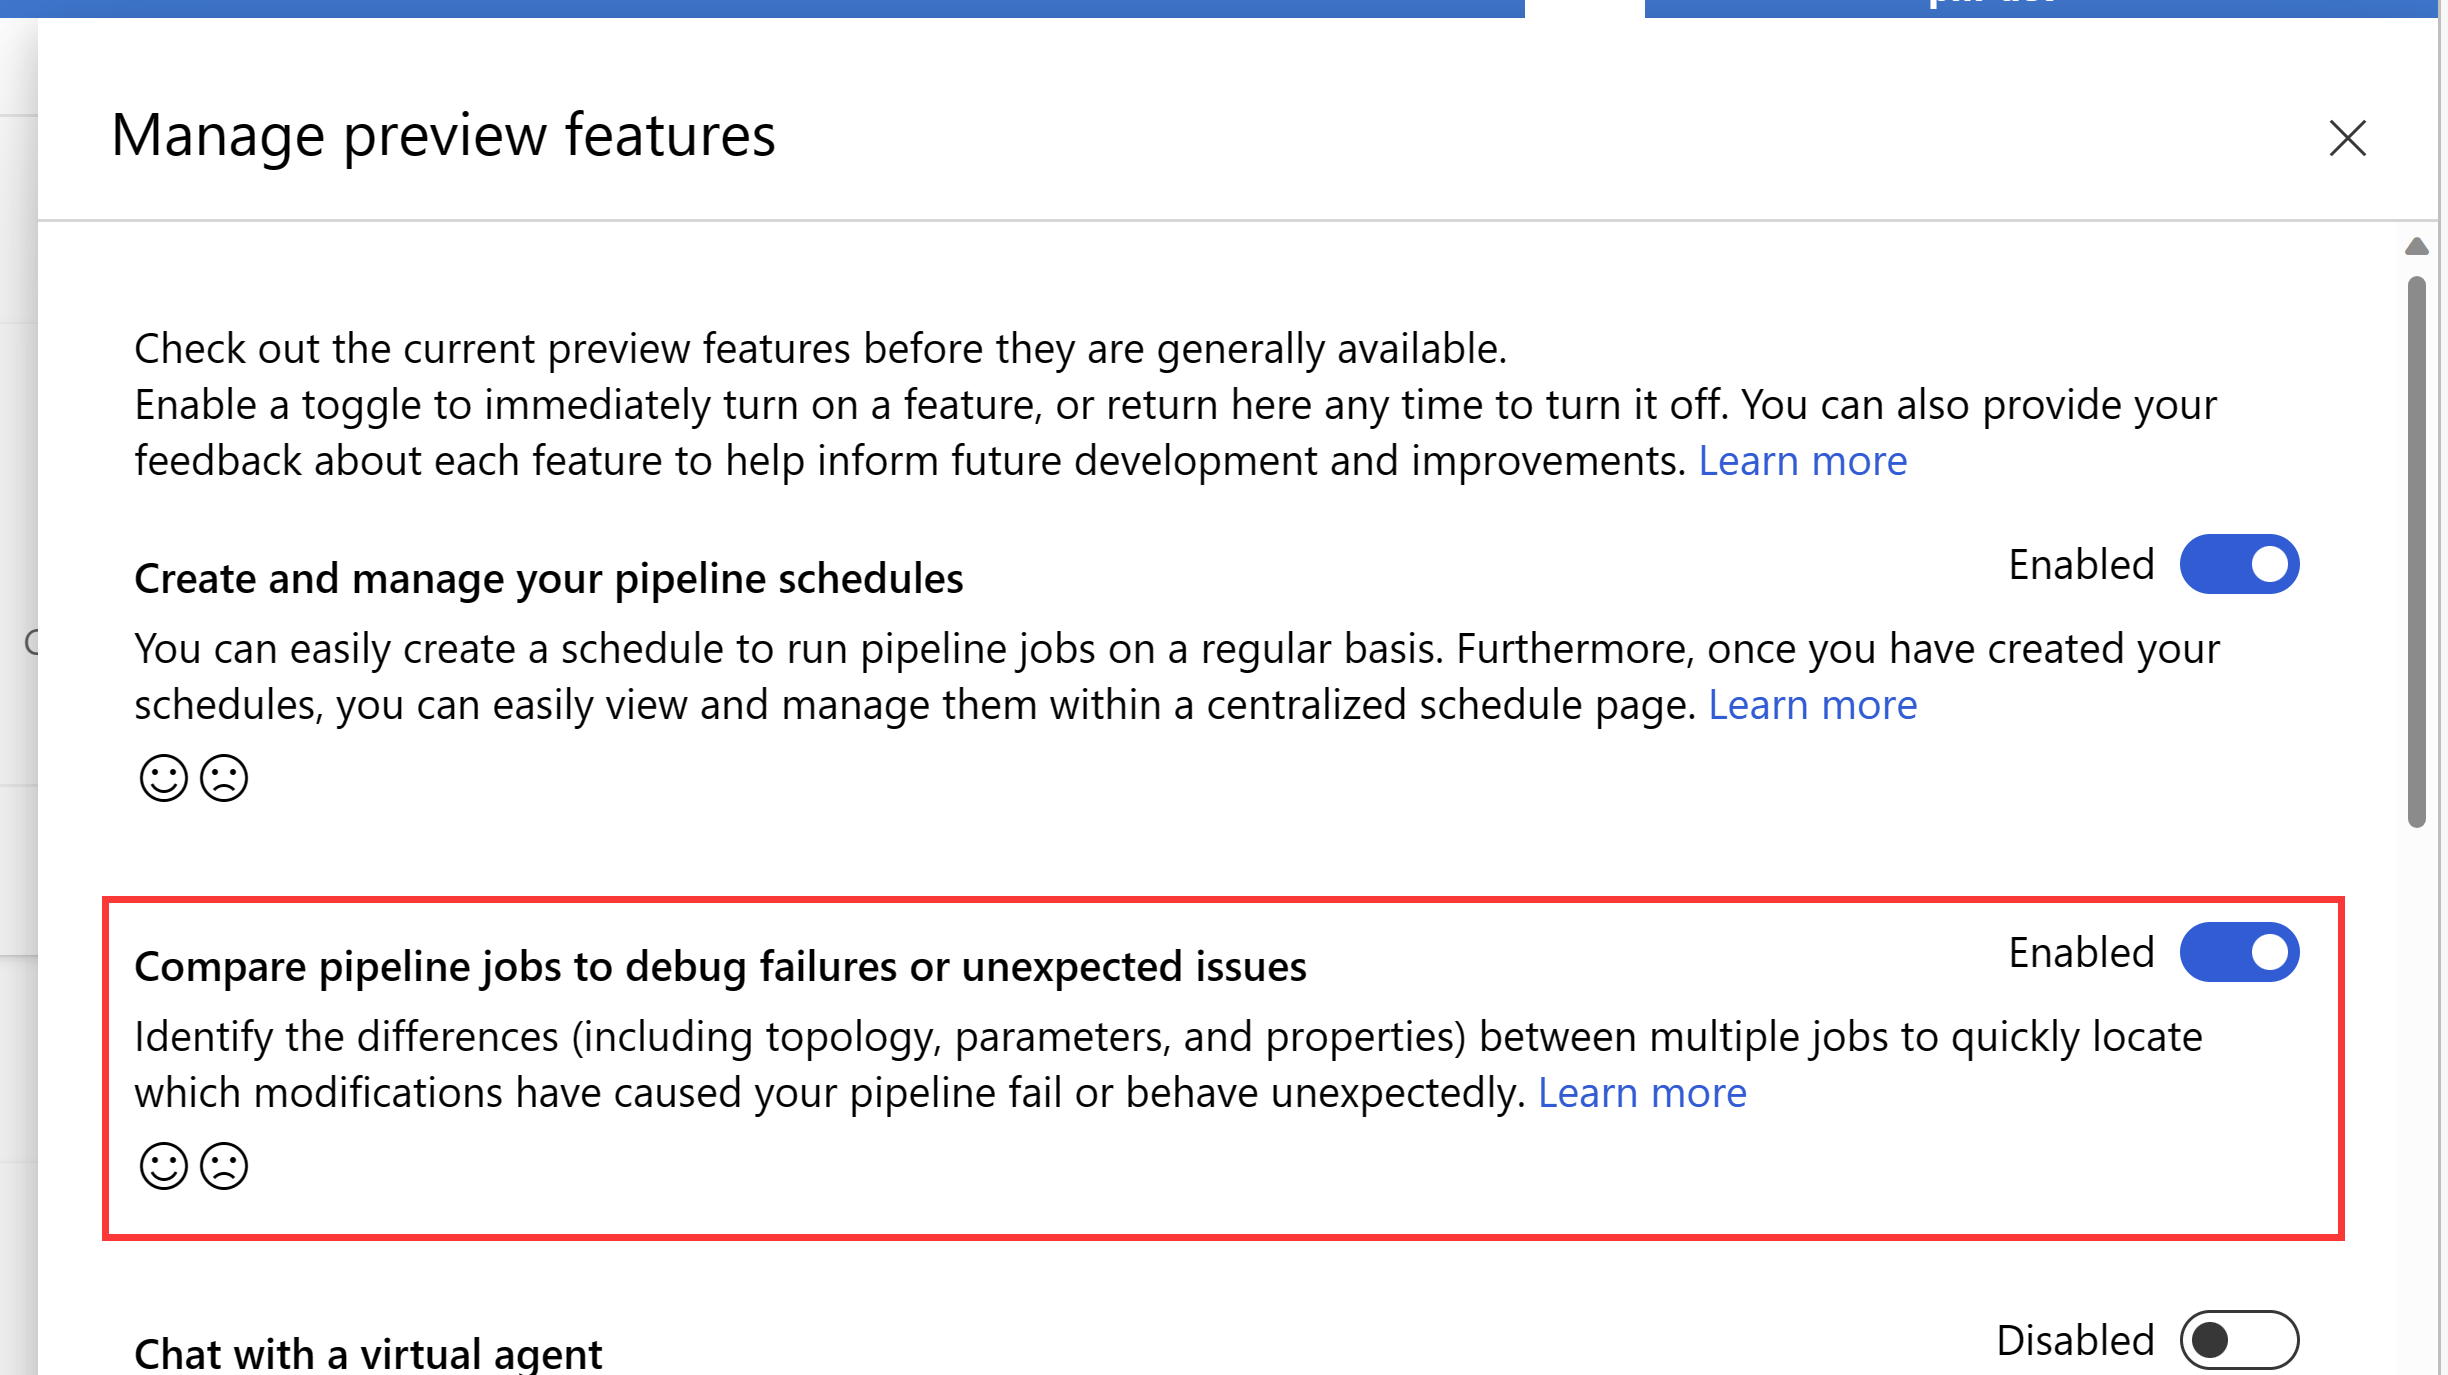 Manage preview features
Check out the current preview features before they are generally available.
Enable a toggle to immediately turn on a feature, or return here any time to turn it off. You can also provide your
feedback about each feature to help inform future development and improvements. Learn more
Create and manage your pipeline schedules
Enabled
You can easily create a schedule to run pipeline jobs on a regular basis. Furthermore, once you have created your
schedules, you can easily view and manage them within a centralized schedule page. Learn more
Compare pipeline jobs to debug failures or unexpected issues
Enabled
Identify the differences (including topology, parameters, and properties) between multiple jobs to quickly locate
which modifications have caused your pipeline fail or behave unexpectedly. Learn more
Chat with a virtual agent
Disabled